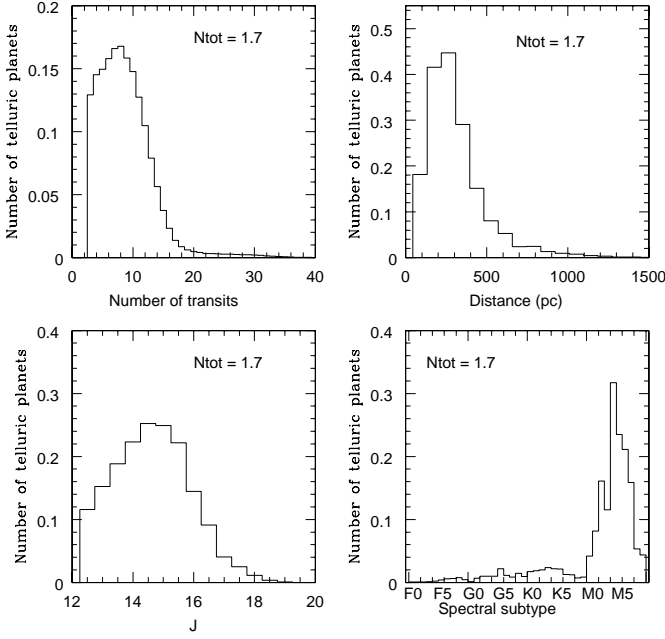 Number of telluric planets
0.2
0.15
0.1
0.05
0
Ntot = 1.7
0 10 20 30 40
Number of transits
Number of telluric planets
0.5
0.4
0.3
0.2
0.1
0
Ntot = 1.7
0 500 1000 1500
Distance (pc)
Number of telluric planets
0.4
0.3
0.2
0.1
0
Ntot = 1.7
12 14 16 18 20
J
Number of telluric planets
0.4
0.3
0.2
0.1
0
Ntot = 1.7
F0 F5 G0 G5 K0 K5 M0 M5
Spectral subtype